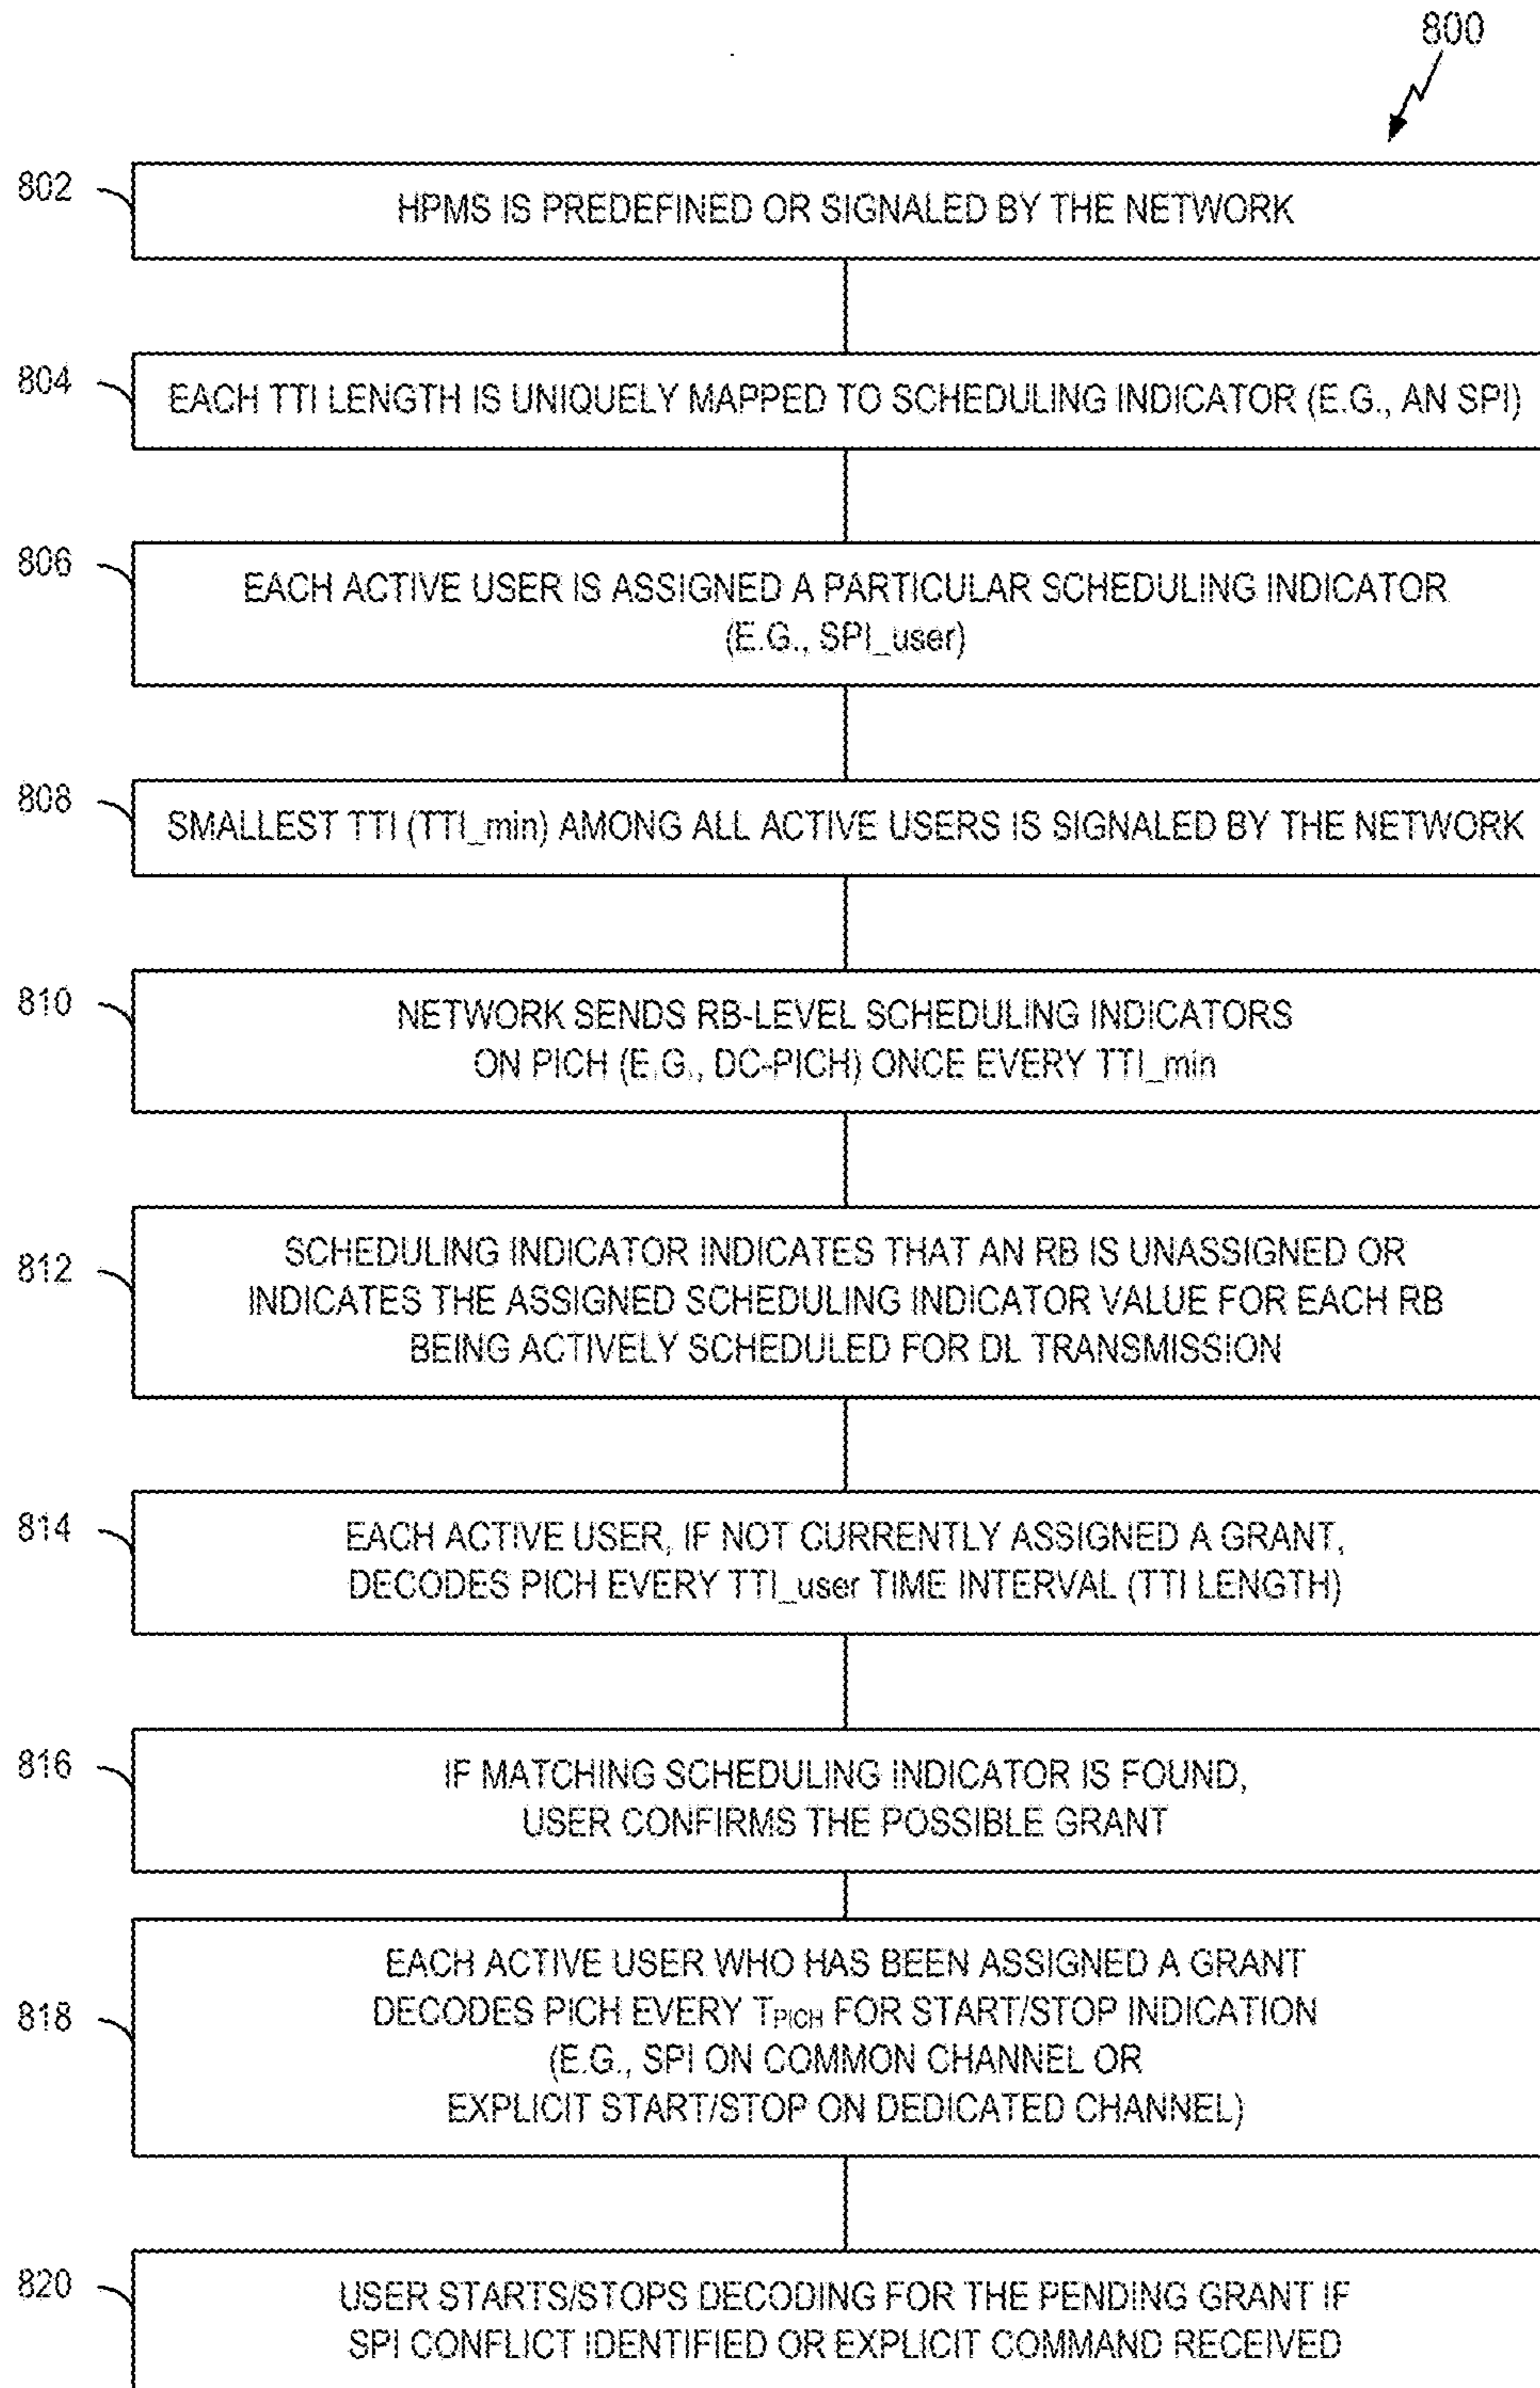 800
802
HPMS IS PREDEFINED OR SIGNALED BY THE NETWORK
804
EACH TTI LENGTH IS UNIQUELY MAPPED TO SCHEDULING INDICATOR (E.G., AN SPI)
806
EACH ACTIVE USER IS ASSIGNED A PARTICULAR SCHEDULING INDICATOR
(E.G., SPI_user)
808
SMALLEST TTI (TTI_min) AMONG ALL ACTIVE USERS IS SIGNALED BY THE NETWORK
810
NETWORK SENDS RB-LEVEL SCHEDULING INDICATORS
ON PICH (E.G., DC-PICH) ONCE EVERY TTI_min
812
SCHEDULING INDICATOR INDICATES THAT AN RB IS UNASSIGNED OR
INDICATES THE ASSIGNED SCHEDULING INDICATOR VALUE FOR EACH RB
BEING ACTIVELY SCHEDULED FOR DL TRANSMISSION
814
EACH ACTIVE USER, IF NOT CURRENTLY ASSIGNED A GRANT,
DECODES PICH EVERY TTI_user TIME INTERVAL (TTI LENGTH)
816
IF MATCHING SCHEDULING INDICATOR IS FOUND,
USER CONFIRMS THE POSSIBLE GRANT
818
EACH ACTIVE USER WHO HAS BEEN ASSIGNED A GRANT
DECODES PICH EVERY TPICH FOR START/STOP INDICATION
(E.G., SPI ON COMMON CHANNEL OR
EXPLICIT START/STOP ON DEDICATED CHANNEL)
820
USER STARTS/STOPS DECODING FOR THE PENDING GRANT IF
SPI CONFLICT IDENTIFIED OR EXPLICIT COMMAND RECEIVED